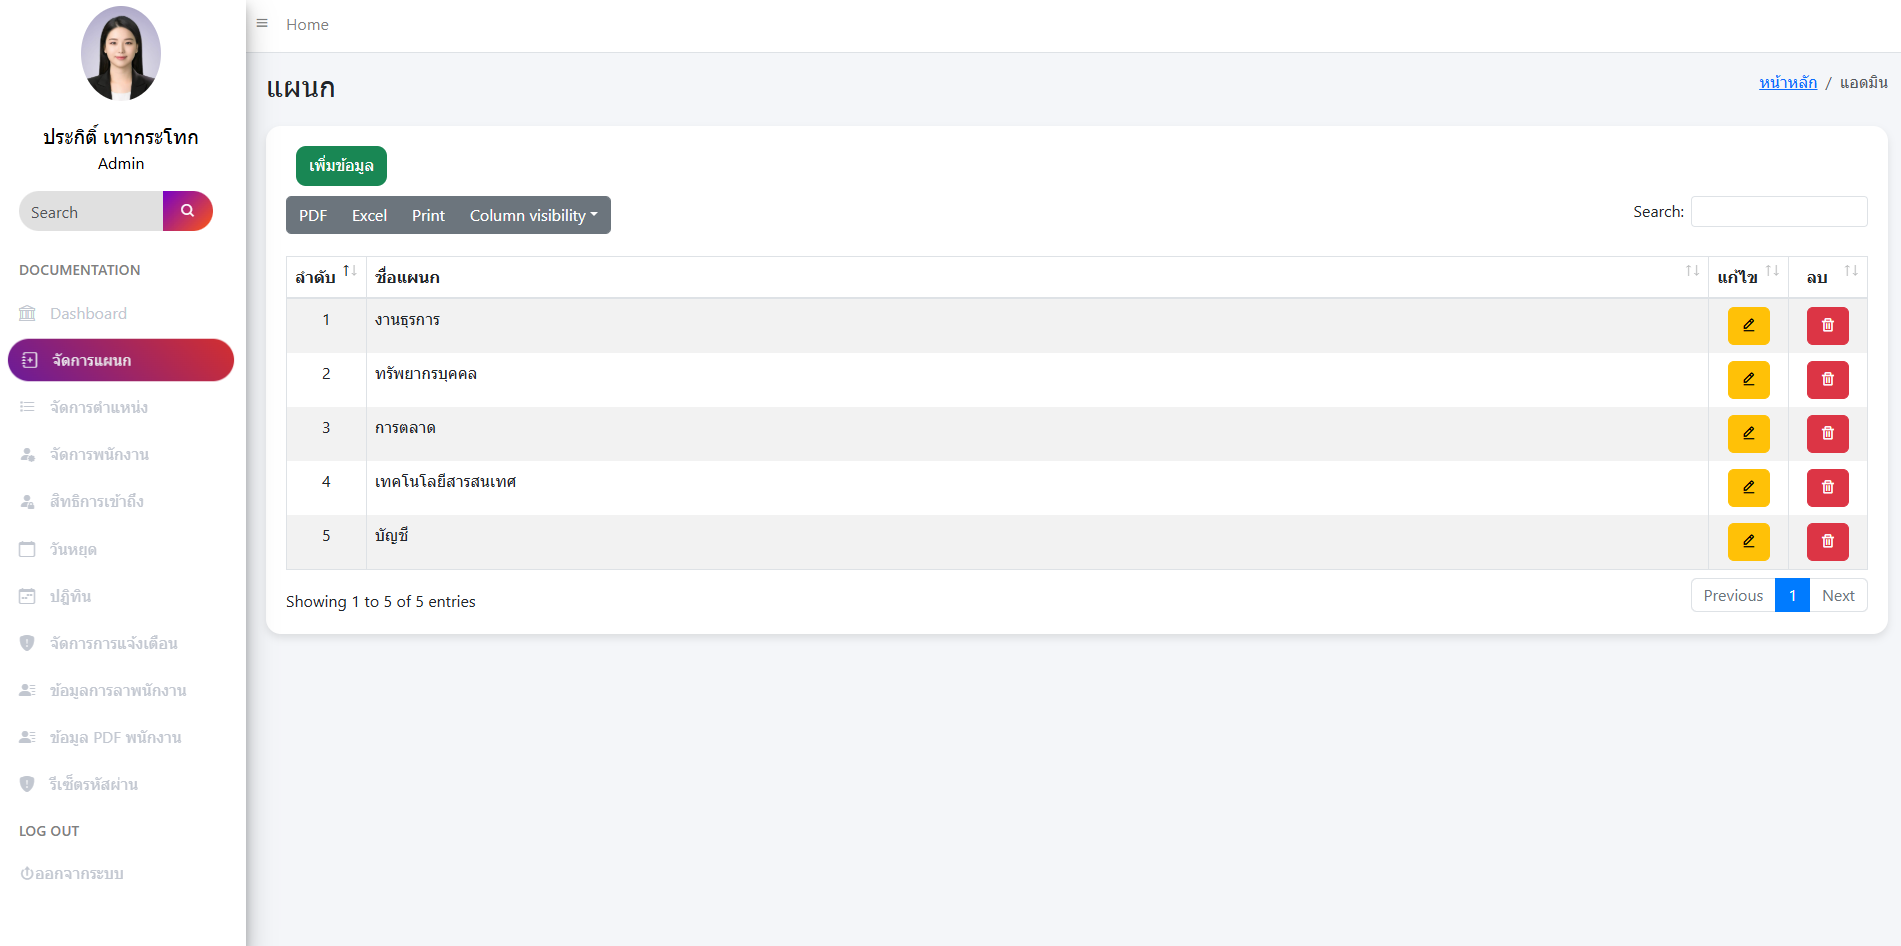 ประกิติ์ เทากระโทก
Admin
Search
DOCUMENTATION
Dashboard
จัดการแผนก
จัดการตำแหน่ง
จัดการพนักงาน
สิทธิการเข้าถึง
วันหยุด
ปฏิทิน
จัดการการแจ้งเตือน
ข้อมูลการลาพนักงาน
ข้อมูล PDF พนักงาน
รีเซ็ตรหัสผ่าน
LOG OUT
ออกจากระบบ
Home
แผนก
หน้าหลัก / แอดมิน
เพิ่มข้อมูล
PDF Excel Print Column visibility
Search:
ลำดับ ชื่อแผนก แก้ไข ลบ
1 งานธุรการ
2 ทรัพยากรบุคคล
3 การตลาด
4 เทคโนโลยีสารสนเทศ
5 บัญชี
Showing 1 to 5 of 5 entries
Previous 1 Next